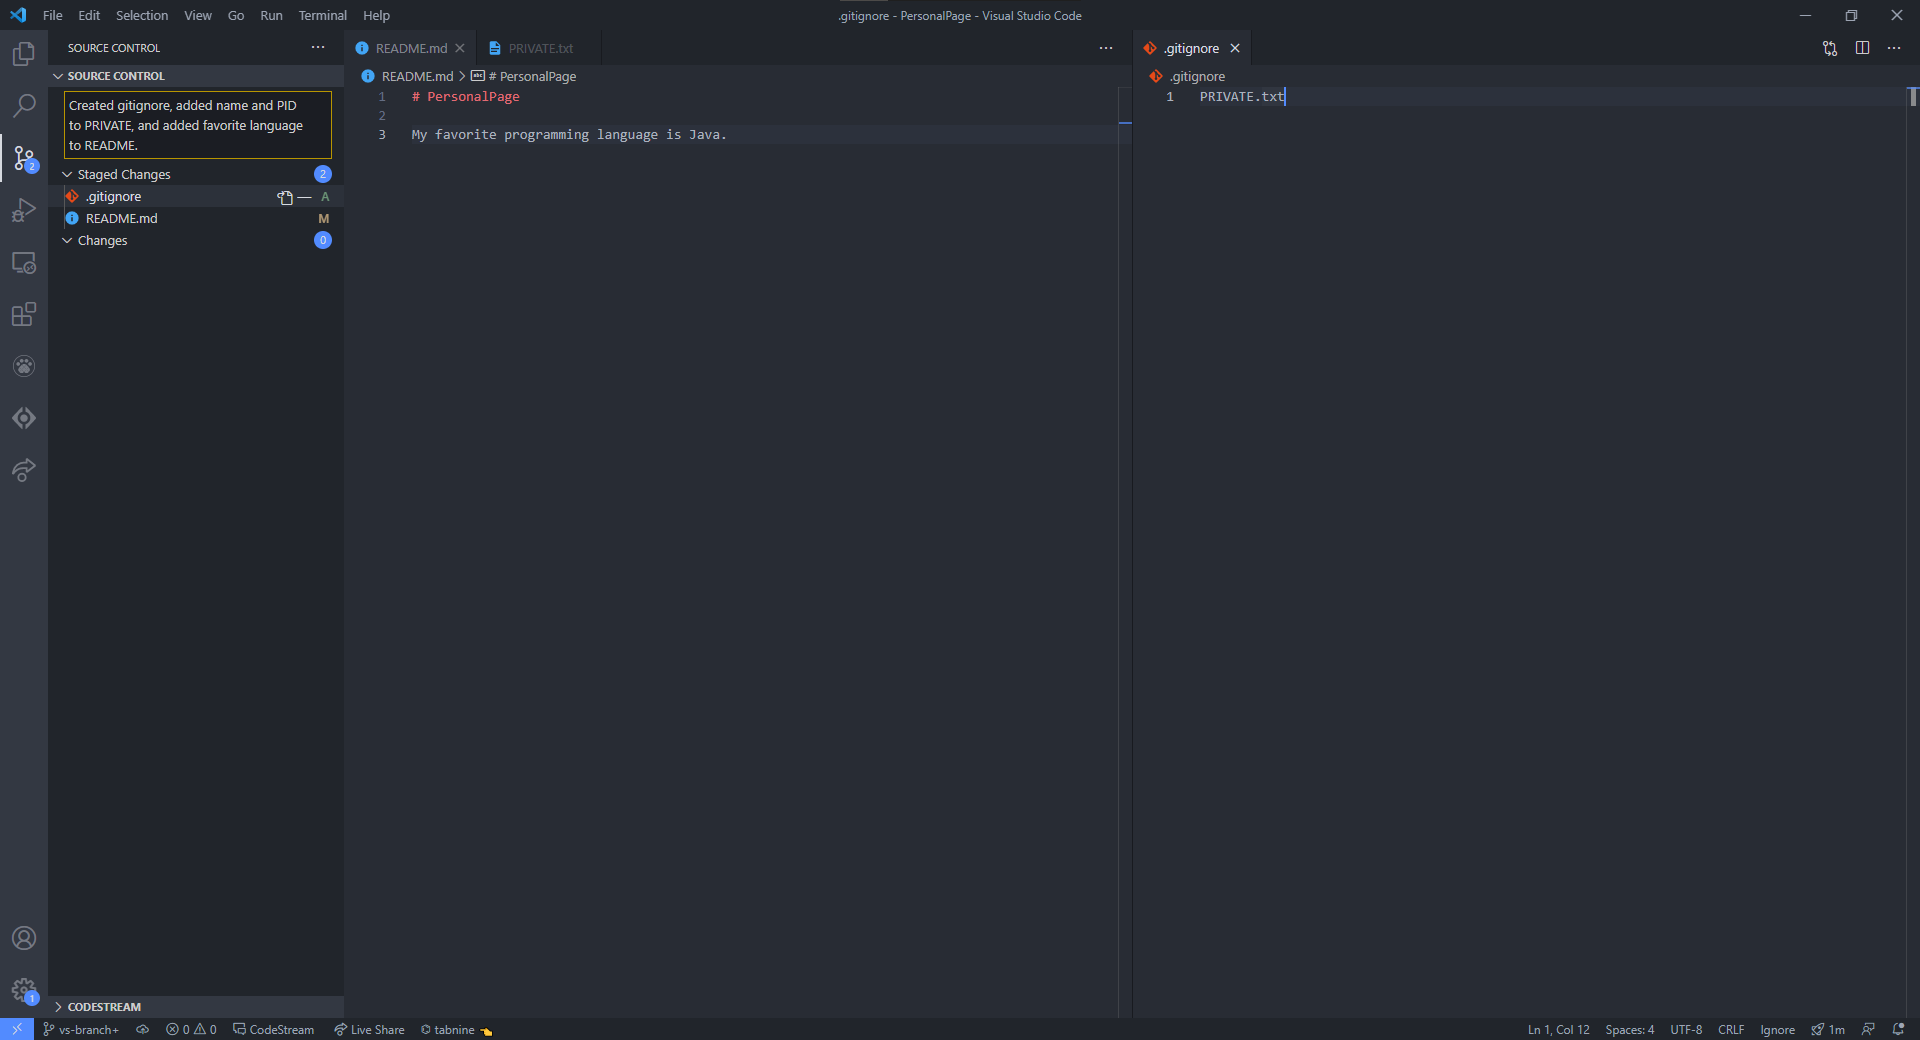 File Edit Selection View Go Run Terminal Help
.gitignore - PersonalPage - Visual Studio Code
SOURCE CONTROL
SOURCE CONTROL
Created gitignore, added name and PID
to PRIVATE, and added favorite language
to README.
Staged Changes 2
.gitignore A
README.md M
Changes 0
2
1
CODESTREAM
README.md PRIVATE.txt
README.md > # PersonalPage
1 # PersonalPage
2
3 My favorite programming language is Java.
.gitignore
.gitignore
1 PRIVATE.txt
vs-branch+ 0 0 CodeStream Live Share tabnine
Ln 1, Col 12 Spaces: 4 UTF-8 CRLF Ignore 1m